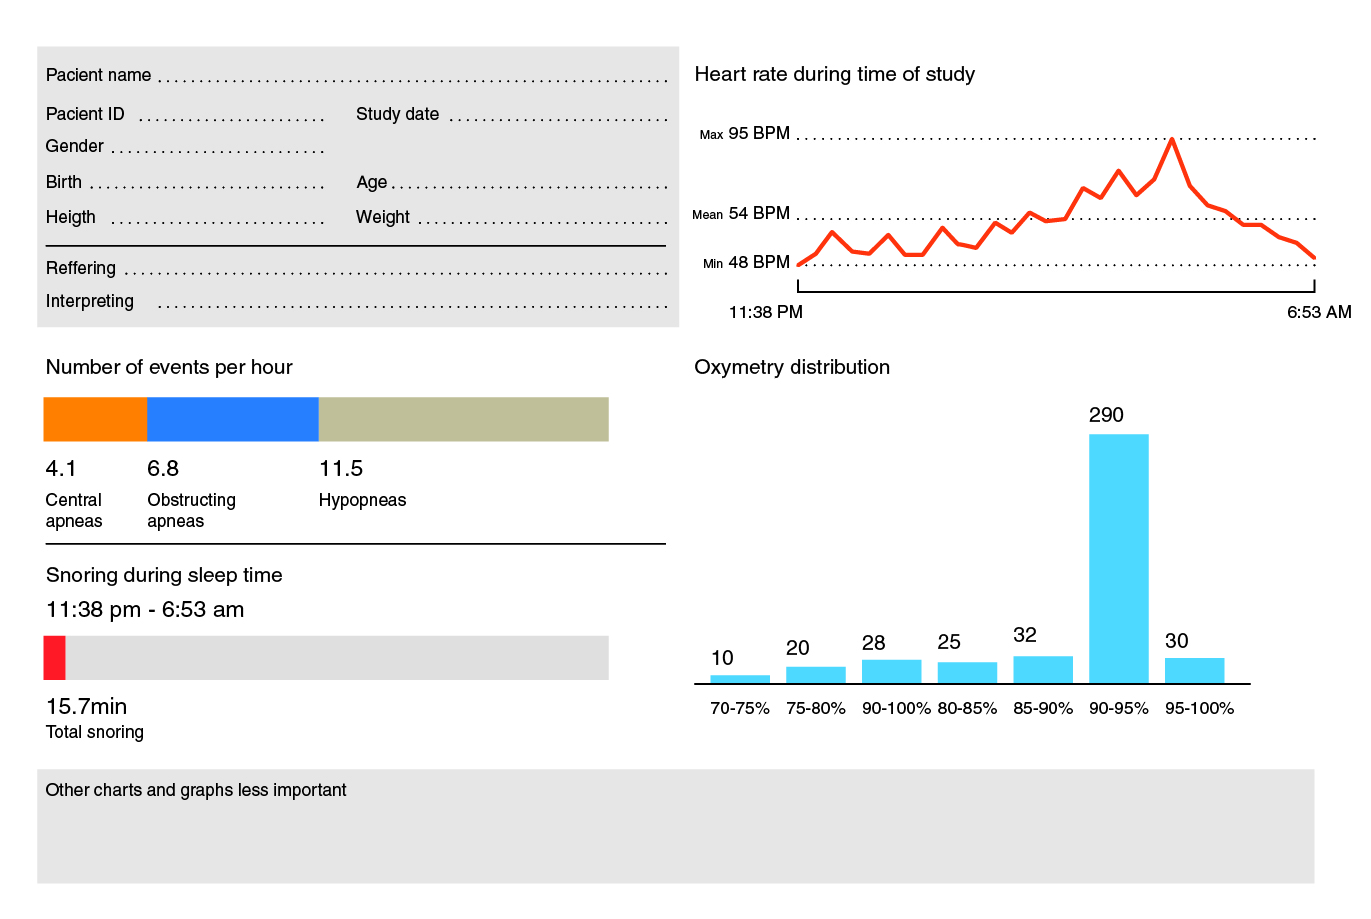 Pacient name
Pacient ID Study date
Gender
Birth Age
Heigth Weight
Reffering
Interpreting
Heart rate during time of study
Max 95 BPM
Mean 54 BPM
Min 48 BPM
11:38 PM 6:53 AM
Number of events per hour
4.1 6.8 11.5
Central Obstructing Hypopneas
apneas apneas
Snoring during sleep time
11:38 pm - 6:53 am
15.7min
Total snoring
Oxymetry distribution
10 20 28 25 32 290 30
70-75% 75-80% 90-100% 80-85% 85-90% 90-95% 95-100%
Other charts and graphs less important